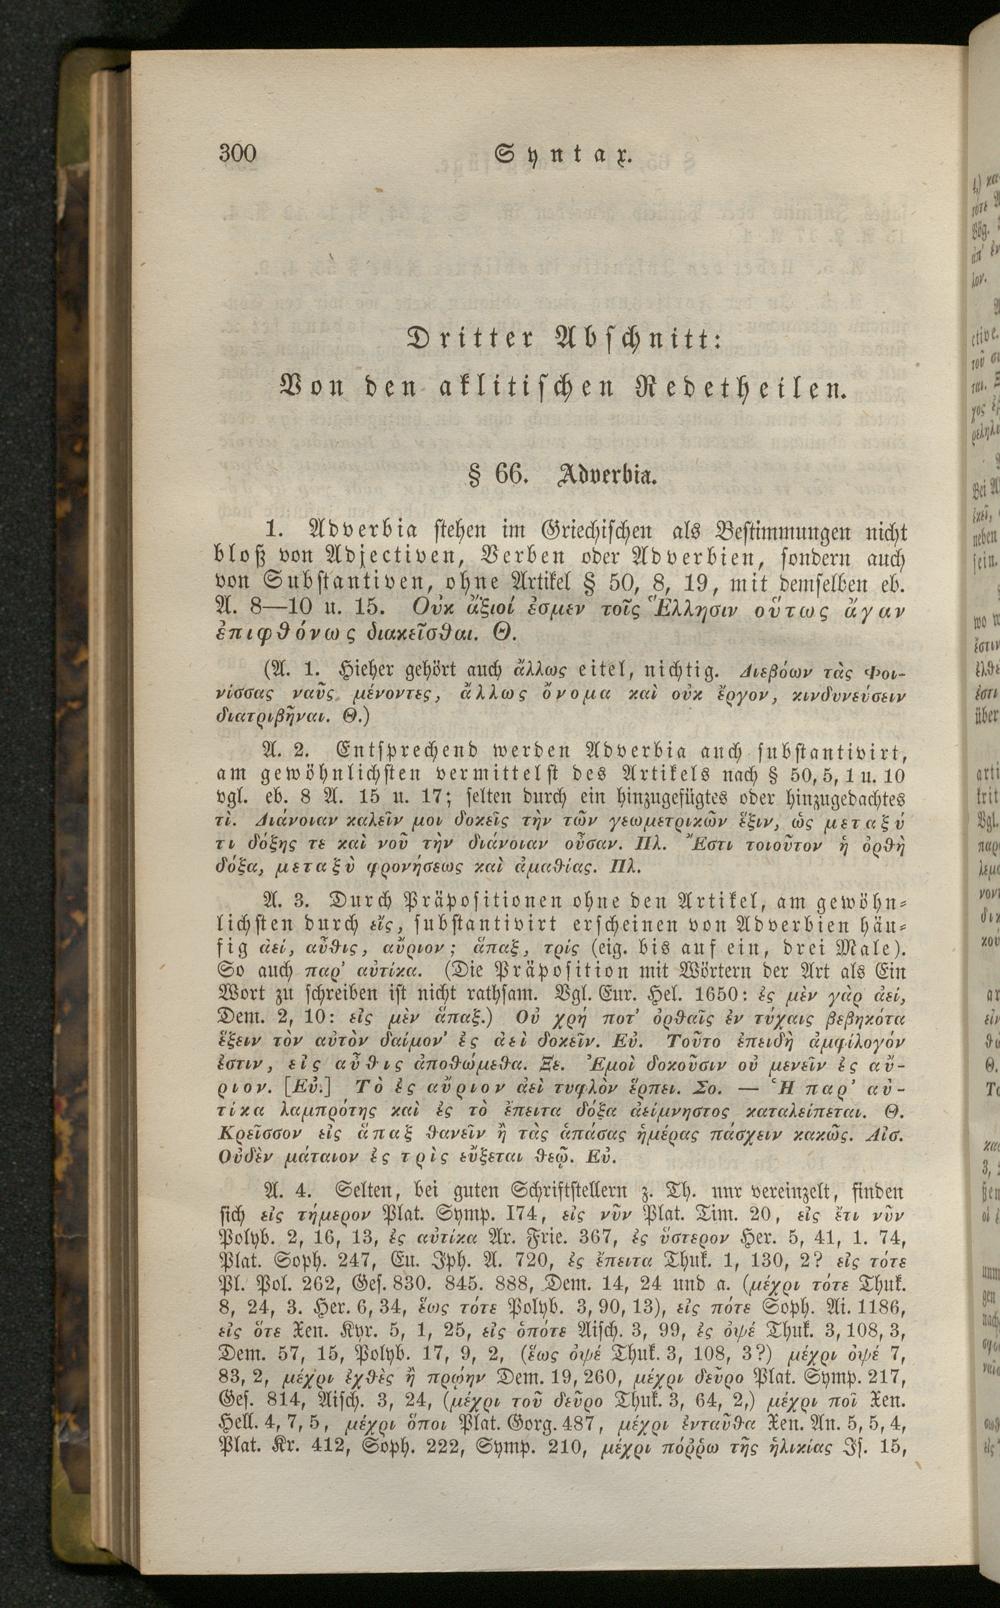 300 Syntax.
Dritter Abschnitt:
Von den aklitischen Redetheilen.
§ 66. Adverbia.
1. Adverbia stehen im Griechischen als Bestimmungen nicht
bloß von Adjectiven, Verben oder Adverbien, sondern auch
von Substantiven, ohne Artikel § 50, 8, 19, mit demselben eb.
A. 8—10 u. 15. Οὐκ ἄξιοί ἐσμεν τοῖς Ἕλλησιν οὕτως ἄγαν
ἐπιφθόνως διακεῖσθαι. Θ.
(A. 1. Hieher gehört auch ἄλλως eitel, nichtig. Διεβόων τὰς Φοι-
νίσσας ναῦς μένοντες, ἄλλως ὄνομα καὶ οὐκ ἔργον, κινδυνεύσειν
διατριβῆναι. Θ.)
A. 2. Entsprechend werden Adverbia auch substantivirt,
am gewöhnlichsten vermittelst des Artikels nach § 50, 5, 1 u. 10
vgl. eb. 8 A. 15 u. 17; selten durch ein hinzugefügtes oder hinzugedachtes
τὶ. Διάνοιαν καλεῖν μοι δοκεῖς τὴν τῶν γεωμετρικῶν ἕξιν, ὡς μεταξύ
τι δόξης τε καὶ νοῦ τὴν διάνοιαν οὖσαν. Πλ. Ἔστι τοιοῦτον ἡ ὀρθὴ
δόξα, μεταξὺ φρονήσεως καὶ ἀμαθίας. Πλ.
A. 3. Durch Präpositionen ohne den Artikel, am gewöhn-
lichsten durch εἰς, substantivirt erscheinen von Adverbien häu-
fig ἀεί, αὖθις, αὔριον; ἅπαξ, τρίς (eig. bis auf ein, drei Male).
So auch παρ' αὐτίκα. (Die Präposition mit Wörtern der Art als Ein
Wort zu schreiben ist nicht rathsam. Vgl. Eur. Hel. 1650: ἐς μὲν γὰρ ἀεί,
Dem. 2, 10: εἰς μὲν ἅπαξ.) Οὐ χρή ποτ' ὀρθαῖς ἐν τύχαις βεβηκότα
ἕξειν τὸν αὐτὸν δαίμον' ἐς ἀεὶ δοκεῖν. Εὐ. Τοῦτο ἐπειδὴ ἀμφίλογόν
ἐστιν, εἰς αὖθις ἀποθώμεθα. Ξε. Ἐμοὶ δοκοῦσιν οὐ μενεῖν ἐς αὔ-
ριον. [Εὐ.] Τὸ ἐς αὔριον ἀεὶ τυφλὸν ἕρπει. Σο. — Ἡ παρ' αὐ-
τίκα λαμπρότης καὶ ἐς τὸ ἔπειτα δόξα ἀείμνηστος καταλείπεται. Θ.
Κρεῖσσον εἰς ἅπαξ θανεῖν ἢ τὰς ἁπάσας ἡμέρας πάσχειν κακῶς. Αἰσ.
Οὐδὲν μάταιον ἐς τρὶς εὔξεται θεῷ. Εὐ.
A. 4. Selten, bei guten Schriftstellern z. Th. nur vereinzelt, finden
sich εἰς τήμερον Plat. Symp. 174, εἰς νῦν Plat. Tim. 20, εἰς ἔτι νῦν
Polyb. 2, 16, 13, ἐς αὐτίκα Ar. Frie. 367, ἐς ὕστερον Her. 5, 41, 1. 74,
Plat. Soph. 247, Eu. Iph. A. 720, ἐς ἔπειτα Thuk. 1, 130, 2? εἰς τότε
Pl. Pol. 262, Ges. 830. 845. 888, Dem. 14, 24 und a. (μέχρι τότε Thuk.
8, 24, 3. Her. 6, 34, ἕως τότε Polyb. 3, 90, 13), εἰς πότε Soph. Ai. 1186,
εἰς ὅτε Xen. Kyr. 5, 1, 25, εἰς ὁπότε Aisch. 3, 99, ἐς ὀψέ Thuk. 3, 108, 3,
Dem. 57, 15, Polyb. 17, 9, 2, (ἕως ὀψέ Thuk. 3, 108, 3?) μέχρι ὀψέ 7,
83, 2, μέχρι ἐχθὲς ἢ πρώην Dem. 19, 260, μέχρι δεῦρο Plat. Symp. 217,
Ges. 814, Aisch. 3, 24, (μέχρι τοῦ δεῦρο Thuk. 3, 64, 2,) μέχρι ποῖ Xen.
Hell. 4, 7, 5, μέχρι ὅποι Plat. Gorg. 487, μέχρι ἐνταῦθα Xen. An. 5, 5, 4,
Plat. Kr. 412, Soph. 222, Symp. 210, μέχρι πόῤῥω τῆς ἡλικίας Is. 15,